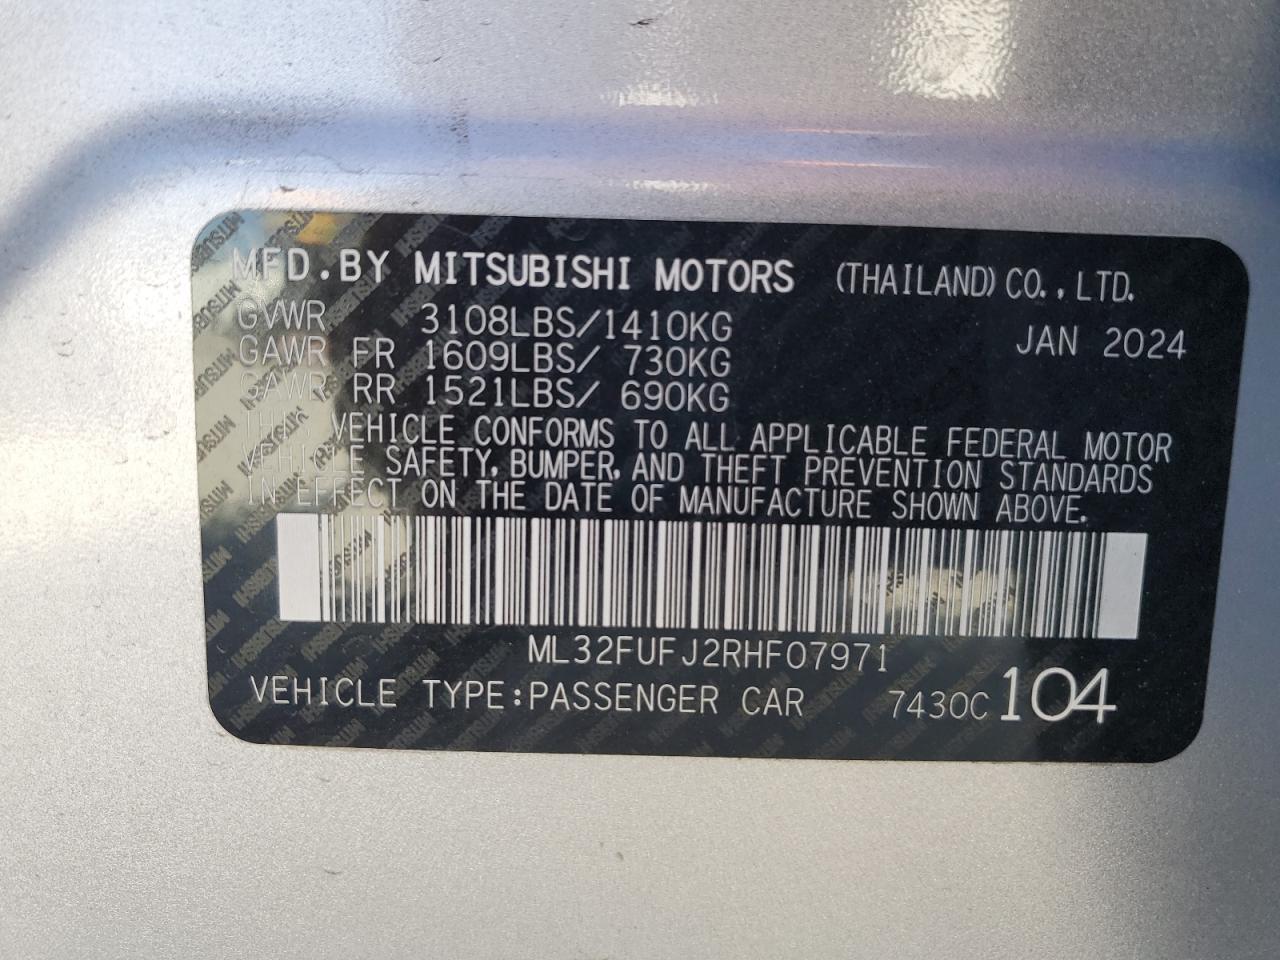 MFD.BY MITSUBISHI MOTORS (THAILAND) CO., LTD.
GVWR 3108LBS/1410KG JAN 2024
GAWR FR 1609LBS/ 730KG
GAWR RR 1521LBS/ 690KG
THIS VEHICLE CONFORMS TO ALL APPLICABLE FEDERAL MOTOR
VEHICLE SAFETY, BUMPER, AND THEFT PREVENTION STANDARDS
IN EFFECT ON THE DATE OF MANUFACTURE SHOWN ABOVE.
ML32FUFJ2RHF07971
VEHICLE TYPE:PASSENGER CAR 7430C 104